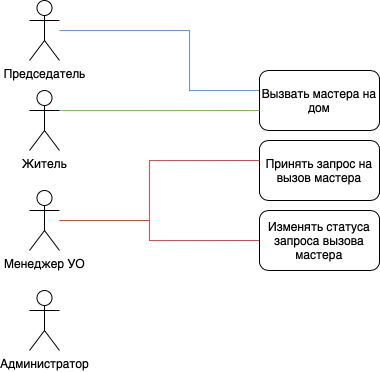 Председатель
Вызвать мастера на
дом
Житель
Принять запрос на
вызов мастера
Менеджер УО
Изменять статуса
запроса вызова
мастера
Администратор